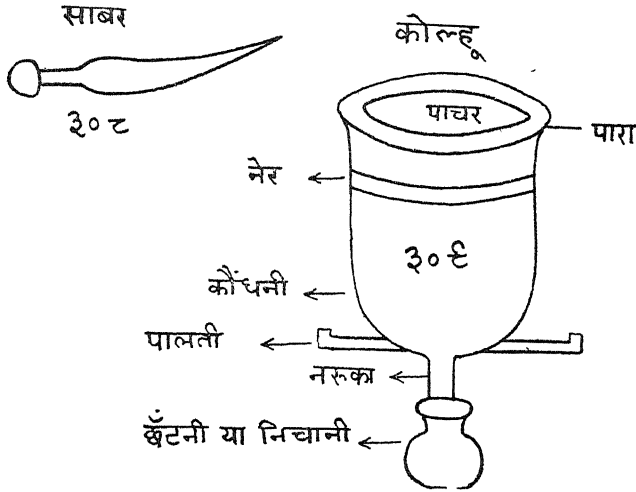 साबर
कोल्हू
पाचर
पारा
३०८
नेर
३०९
कौंधनी
पालती
नरुका
छँटनी या निचानी